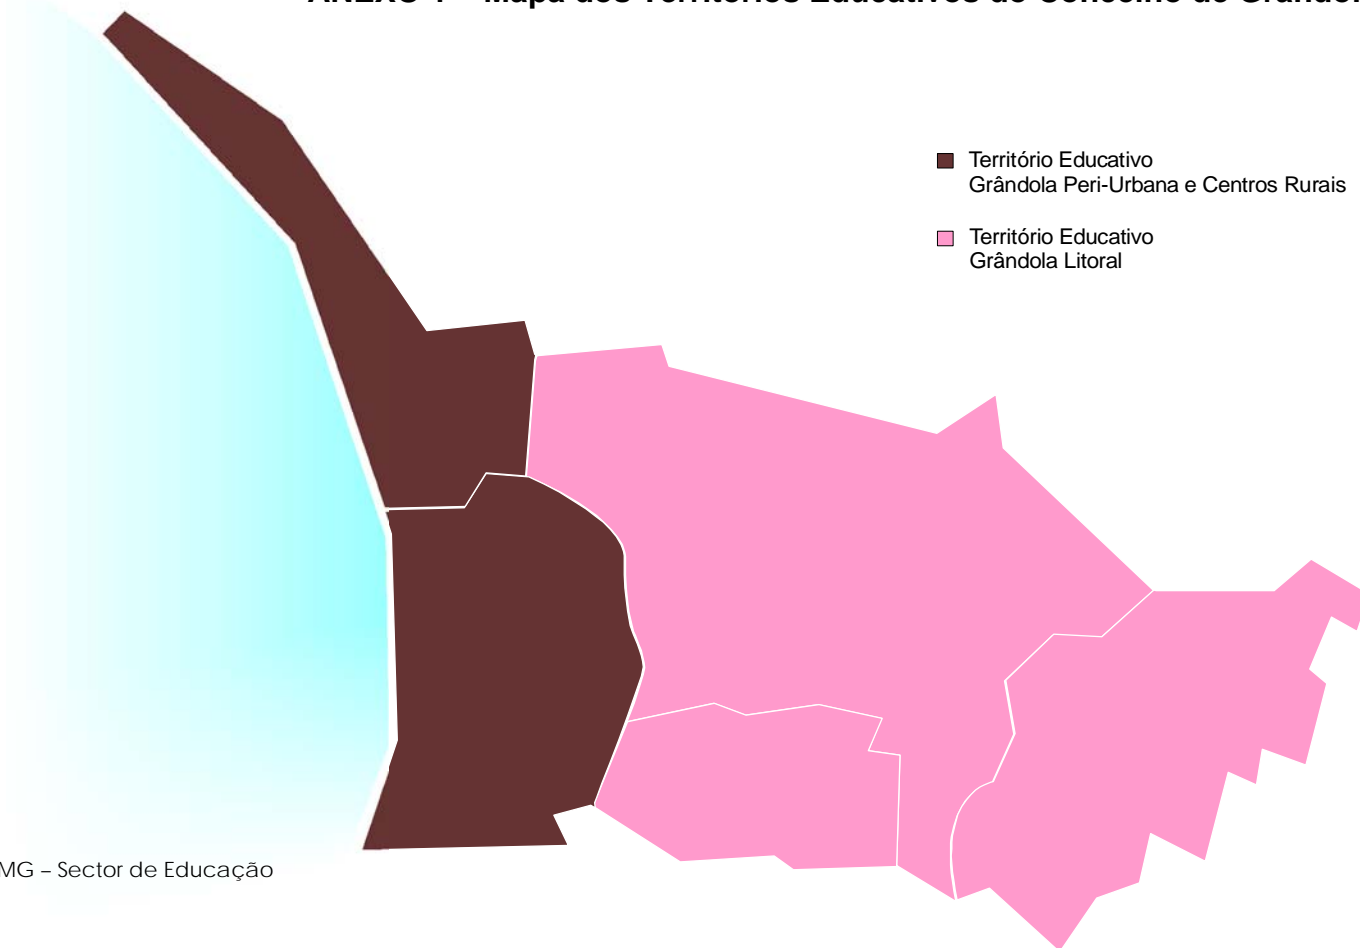 Território Educativo
Grândola Peri-Urbana e Centros Rurais
Território Educativo
Grândola Litoral
MG – Sector de Educação